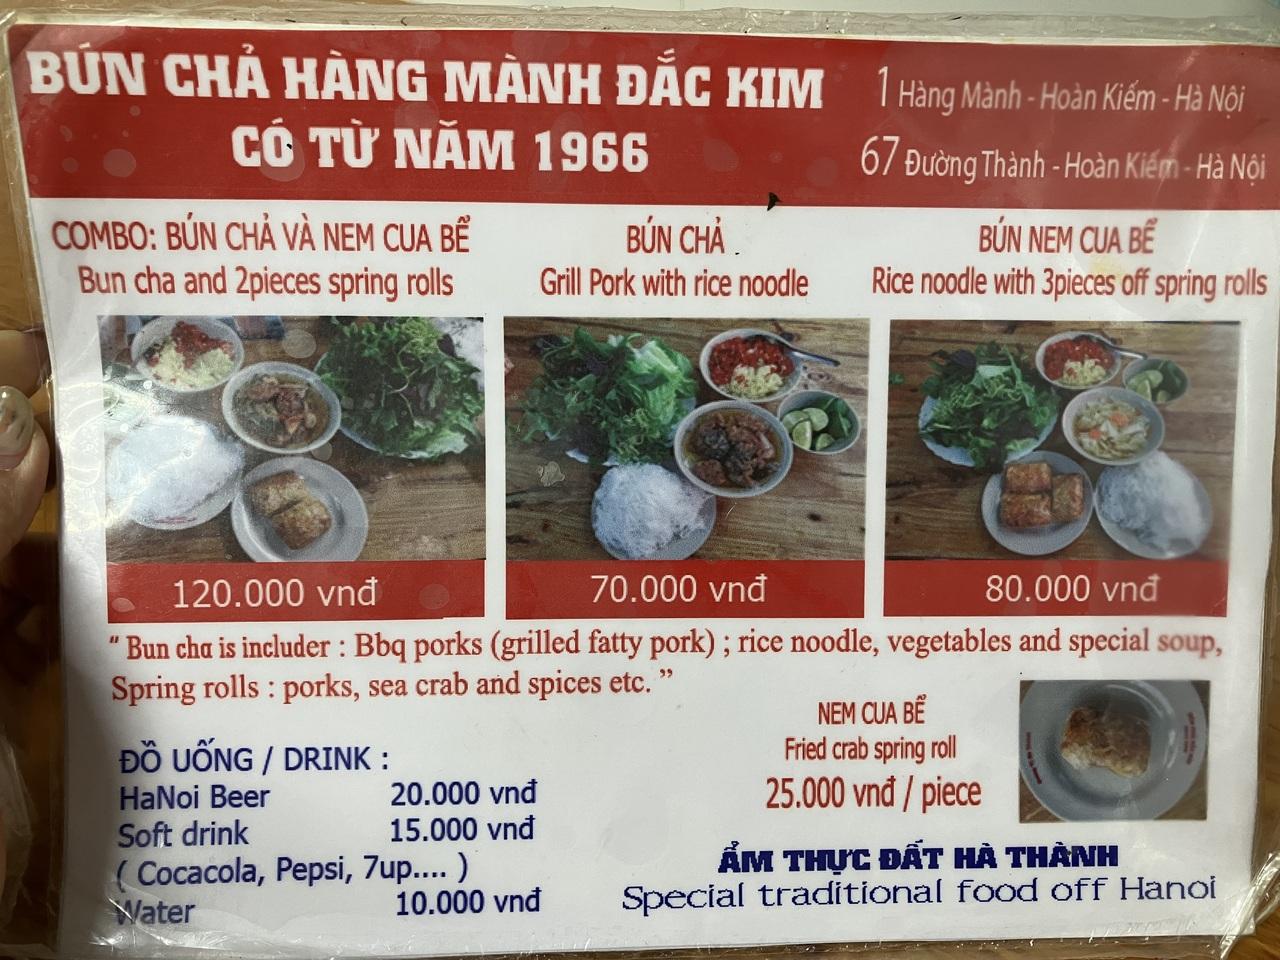 BÚN CHẢ HÀNG MÀNH ĐẮC KIM
CÓ TỪ NĂM 1966
1 Hàng Mành - Hoàn Kiếm - Hà Nội
67 Đường Thành - Hoàn Kiếm - Hà Nội
COMBO: BÚN CHẢ VÀ NEM CUA BỂ
Bun cha and 2pieces spring rolls
BÚN CHẢ
Grill Pork with rice noodle
BÚN NEM CUA BỂ
Rice noodle with 3pieces off spring rolls
120.000 vnđ
70.000 vnđ
80.000 vnđ
" Bun cha is includer : Bbq porks (grilled fatty pork) ; rice noodle, vegetables and special soup,
Spring rolls : porks, sea crab and spices etc. ”
ĐỒ UỐNG / DRINK :
HaNoi Beer 20.000 vnđ
Soft drink 15.000 vnđ
( Cocacola, Pepsi, 7up.... )
Water 10.000 vnđ
NEM CUA BỂ
Fried crab spring roll
25.000 vnđ / piece
ẨM THỰC ĐẤT HÀ THÀNH
Special traditional food off Hanoi